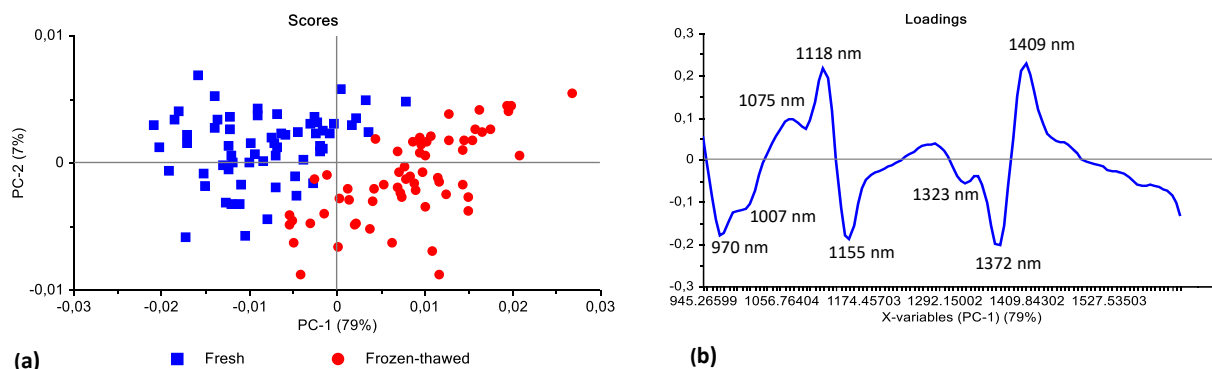 Scores
0,01
0
-0,01
PC-2 (7%)
-0,03
-0,02
-0,01
0
0,01
0,02
0,03
PC-1 (79%)
(a)
Fresh
Frozen-thawed
Loadings
0,3
0,2
0,1
0
-0,1
-0,2
-0,3
1118 nm
1409 nm
1075 nm
1323 nm
1007 nm
970 nm
1155 nm
1372 nm
945.26599
1056.76404
1174.45703
1292.15002
1409.84302
1527.53503
X-variables (PC-1) (79%)
(b)